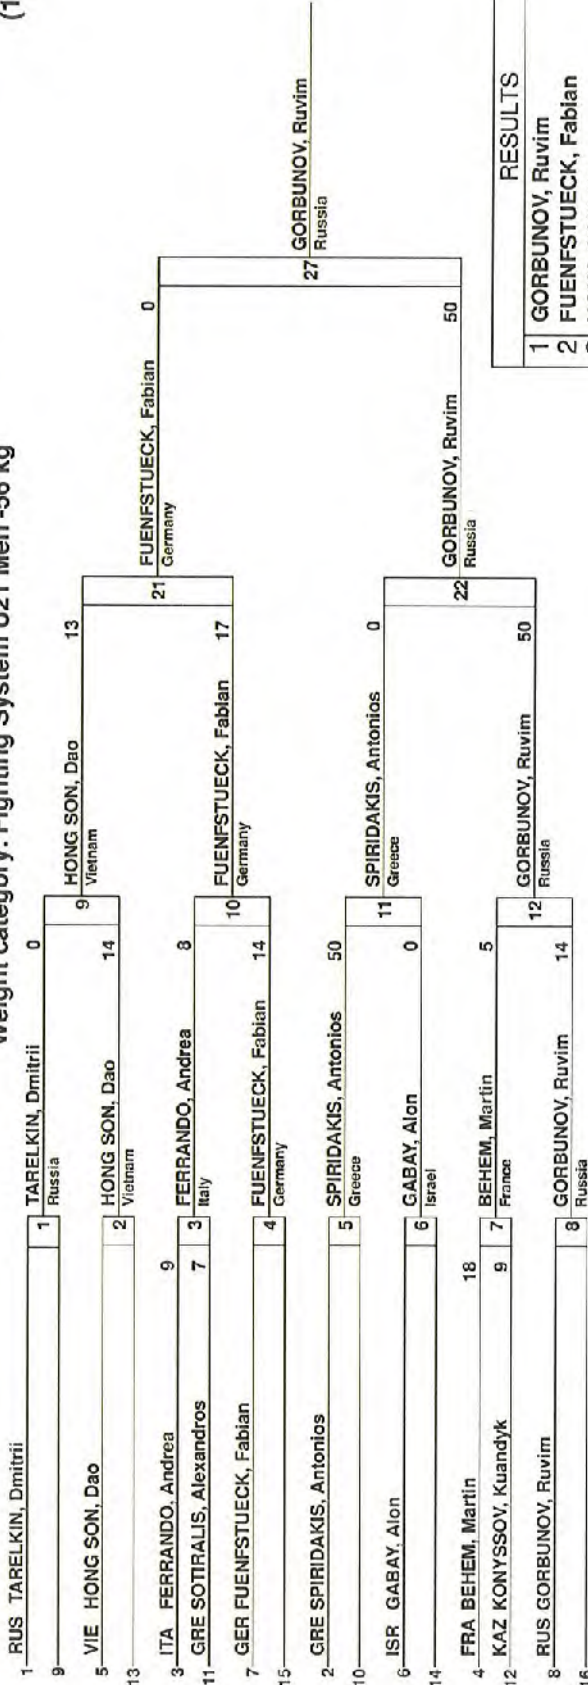 Weight Category: Fighting System U21 Men -56 kg
(1
RUS TARELKIN, Dmitrii
1
9
1
TARELKIN, Dmitrii
Russia
0
VIE HONG SON, Dao
5
13
2
HONG SON, Dao
Vietnam
14
9
HONG SON, Dao
Vietnam
13
ITA FERRANDO, Andrea
9
3
GRE SOTIRALIS, Alexandros
7
11
3
FERRANDO, Andrea
Italy
8
GER FUENFSTUECK, Fabian
7
15
4
FUENFSTUECK, Fabian
Germany
14
10
FUENFSTUECK, Fabian
Germany
17
21
FUENFSTUECK, Fabian
Germany
0
GRE SPIRIDAKIS, Antonios
2
10
5
SPIRIDAKIS, Antonios
Greece
50
ISR GABAY, Alon
6
14
6
GABAY, Alon
Israel
0
11
SPIRIDAKIS, Antonios
Greece
0
FRA BEHEM, Martin
18
4
KAZ KONYSSOV, Kuandyk
9
12
7
BEHEM, Martin
France
5
RUS GORBUNOV, Ruvim
8
16
8
GORBUNOV, Ruvim
Russia
14
12
GORBUNOV, Ruvim
Russia
50
22
GORBUNOV, Ruvim
Russia
50
27
GORBUNOV, Ruvim
Russia
RESULTS
1 GORBUNOV, Ruvim
2 FUENFSTUECK, Fabian